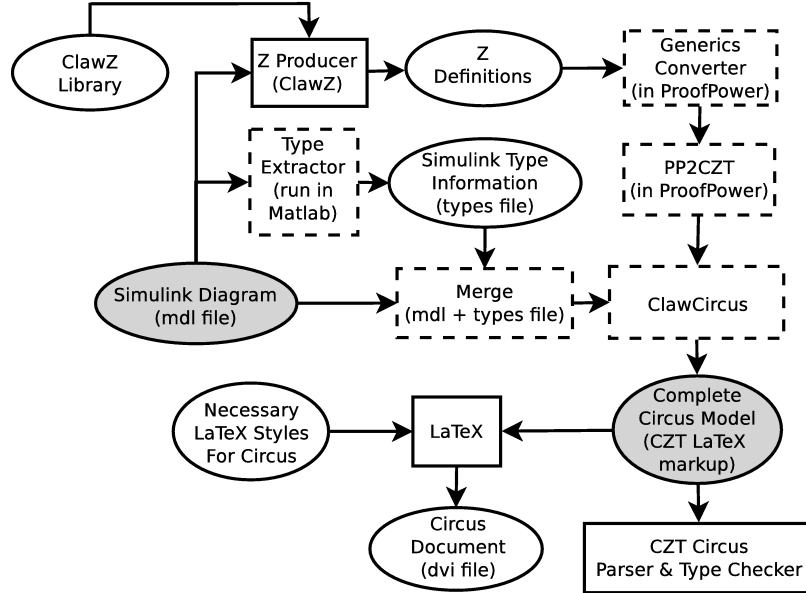 ClawZ
Library
Z Producer
(ClawZ)
Z
Definitions
Generics
Converter
(in ProofPower)
Type
Extractor
(run in
Matlab)
Simulink Type
Information
(types file)
PP2CZT
(in ProofPower)
Simulink Diagram
(mdl file)
Merge
(mdl + types file)
ClawCircus
Necessary
LaTeX Styles
For Circus
LaTeX
Complete
Circus Model
(CZT LaTeX
markup)
Circus
Document
(dvi file)
CZT Circus
Parser & Type Checker